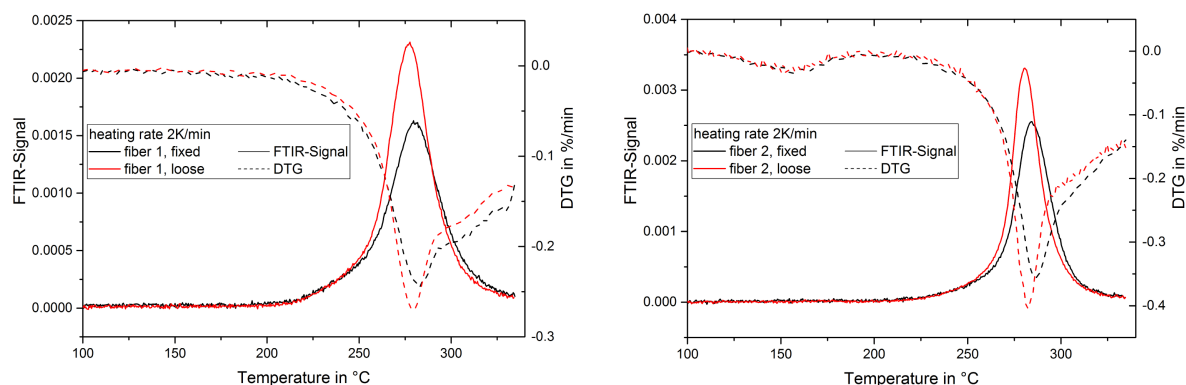 0.0025
0.0020
0.0015
0.0010
0.0005
0.0000
FTIR-Signal
heating rate 2K/min
fiber 1, fixed FTIR-Signal
fiber 1, loose DTG
0.0
-0.1
-0.2
-0.3
DTG in %/min
100 150 200 250 300
Temperature in °C
0.004
0.003
0.002
0.001
0.000
FTIR-Signal
heating rate 2K/min
fiber 2, fixed FTIR-Signal
fiber 2, loose DTG
0.0
-0.1
-0.2
-0.3
-0.4
DTG in %/min
100 150 200 250 300
Temperature in °C